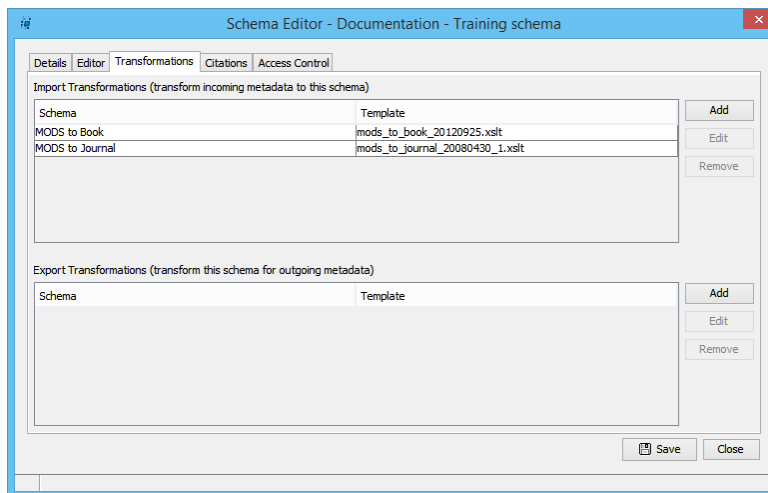 Schema Editor - Documentation - Training schema
Details Editor Transformations Citations Access Control
Import Transformations (transform incoming metadata to this schema)
Schema Template
MODS to Book mods_to_book_20120925.xslt
MODS to Journal mods_to_journal_20080430_1.xslt
Add
Edit
Remove
Export Transformations (transform this schema for outgoing metadata)
Schema Template
Add
Edit
Remove
Save Close